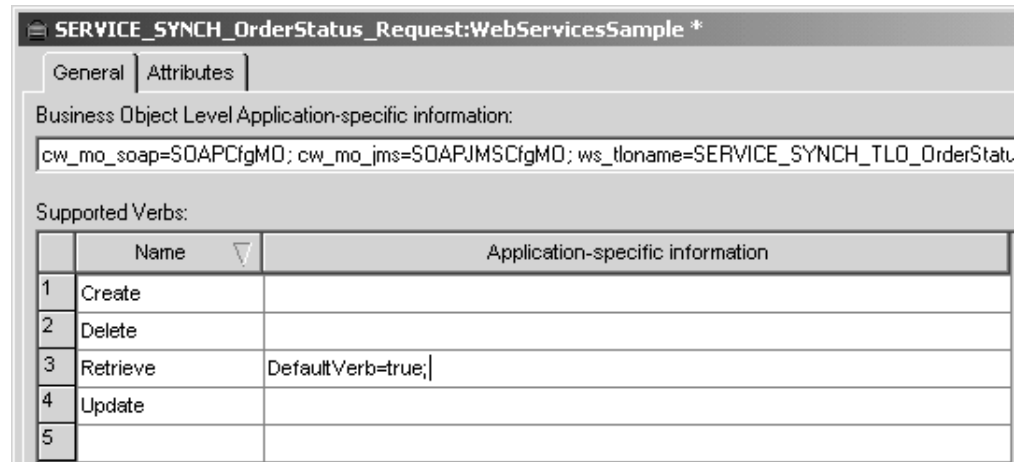 SERVICE_SYNCH_OrderStatus_Request:WebServicesSample *
General Attributes
Business Object Level Application-specific information:
cw_mo_soap=SOAPCfgMO; cw_mo_jms=SOAPJMSCfgMO; ws_tloname=SERVICE_SYNCH_TLO_OrderStatu
Supported Verbs:
Name Application-specific information
1 Create
2 Delete
3 Retrieve DefaultVerb=true;
4 Update
5